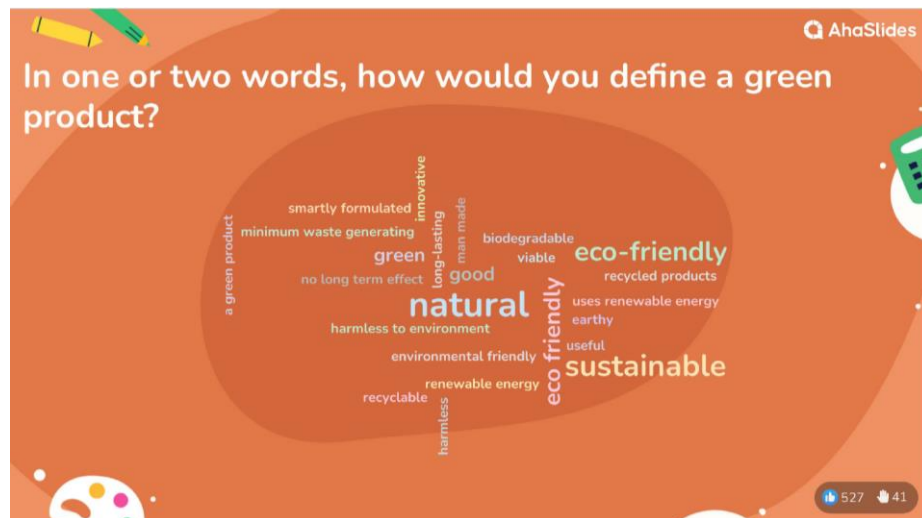 AhaSlides
In one or two words, how would you define a green
product?
innovative
smartly formulated
man made
long-lasting
minimum waste generating
a green product
biodegradable
green
viable
eco-friendly
no long term effect
good
recycled products
natural
eco friendly
uses renewable energy
earthy
harmless to environment
useful
environmental friendly
sustainable
renewable energy
recyclable
harmless
527 41